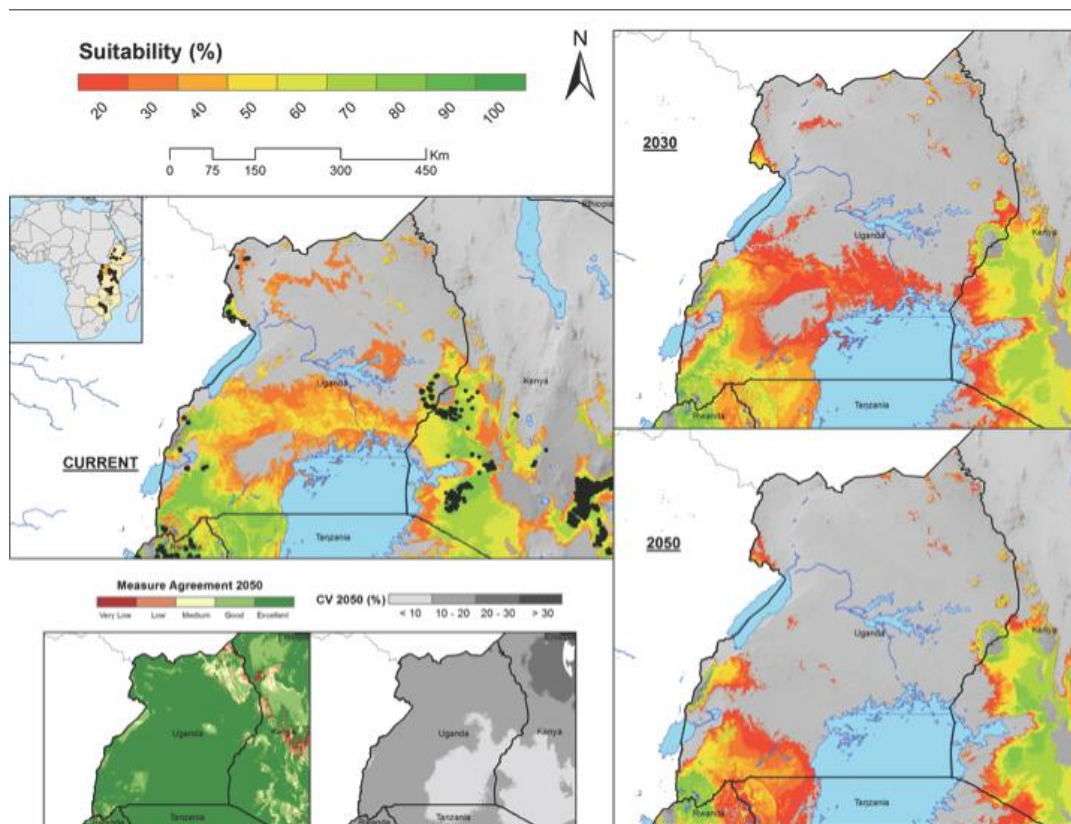 Suitability (%)
20 30 40 50 60 70 80 90 100
0 75 150 300 450 Km
N
2030
Uganda
Kenya
Rwanda
Tanzania
Ethiopia
Uganda
Kenya
CURRENT
Rwanda
Tanzania
2050
Uganda
Kenya
Rwanda
Tanzania
Measure Agreement 2050
Very Low Low Medium Good Excellent
CV 2050 (%)
< 10 10 - 20 20 - 30 > 30
Uganda
Kenya
Tanzania
Uganda
Kenya
Tanzania